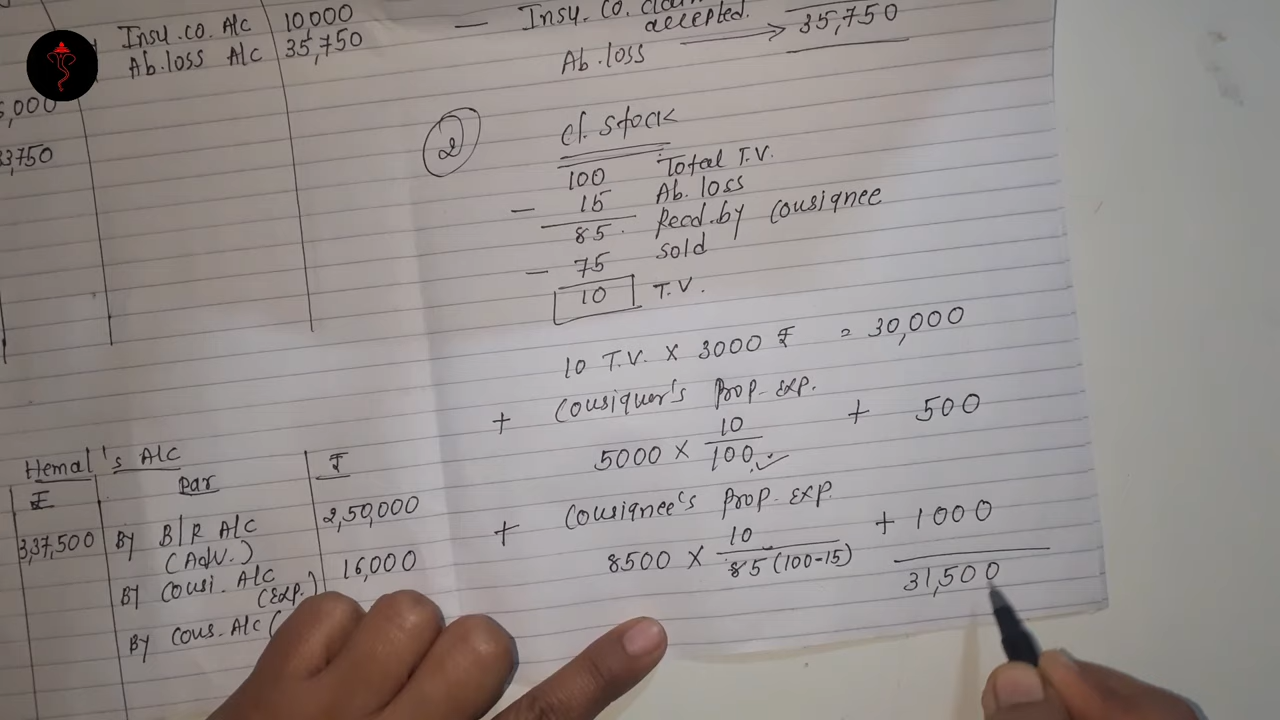 Insu.co. A/c 10,000
Ab.loss A/c 35,750
5,000
33,750
— Insu. Co. claim accepted.
Ab. loss → 35,750
2
cl. stock
100 Total T.V.
— 15 Ab. loss
85 Recd. by Consignee
— 75 sold
10 T.V.
10 T.V. × 3000 ₹ = 30,000
+ Consignor's Prop. Exp.
5000 × 10/100 + 500
+ Consignee's Prop. Exp.
8500 × 10/85 (100-15) + 1000
31,500
Hemal's A/c
₹ Par ₹
3,37,500 By B/R A/c (Adv.) 2,50,000
By Consi. A/c (Exp.) 16,000
By Cons. A/c (